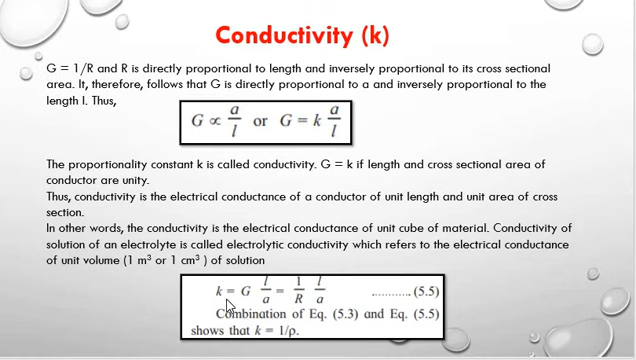 Conductivity (k)
G = 1/R and R is directly proportional to length and inversely proportional to its cross sectional
area. It, therefore, follows that G is directly proportional to a and inversely proportional to the
length l. Thus,
G ∝ a/l or G = k a/l
The proportionality constant k is called conductivity. G = k if length and cross sectional area of
conductor are unity.
Thus, conductivity is the electrical conductance of a conductor of unit length and unit area of cross
section.
In other words, the conductivity is the electrical conductance of unit cube of material. Conductivity of
solution of an electrolyte is called electrolytic conductivity which refers to the electrical conductance
of unit volume (1 m³ or 1 cm³ ) of solution
k = G l/a = 1/R l/a ...........(5.5)
Combination of Eq. (5.3) and Eq. (5.5)
shows that k = 1/ρ.